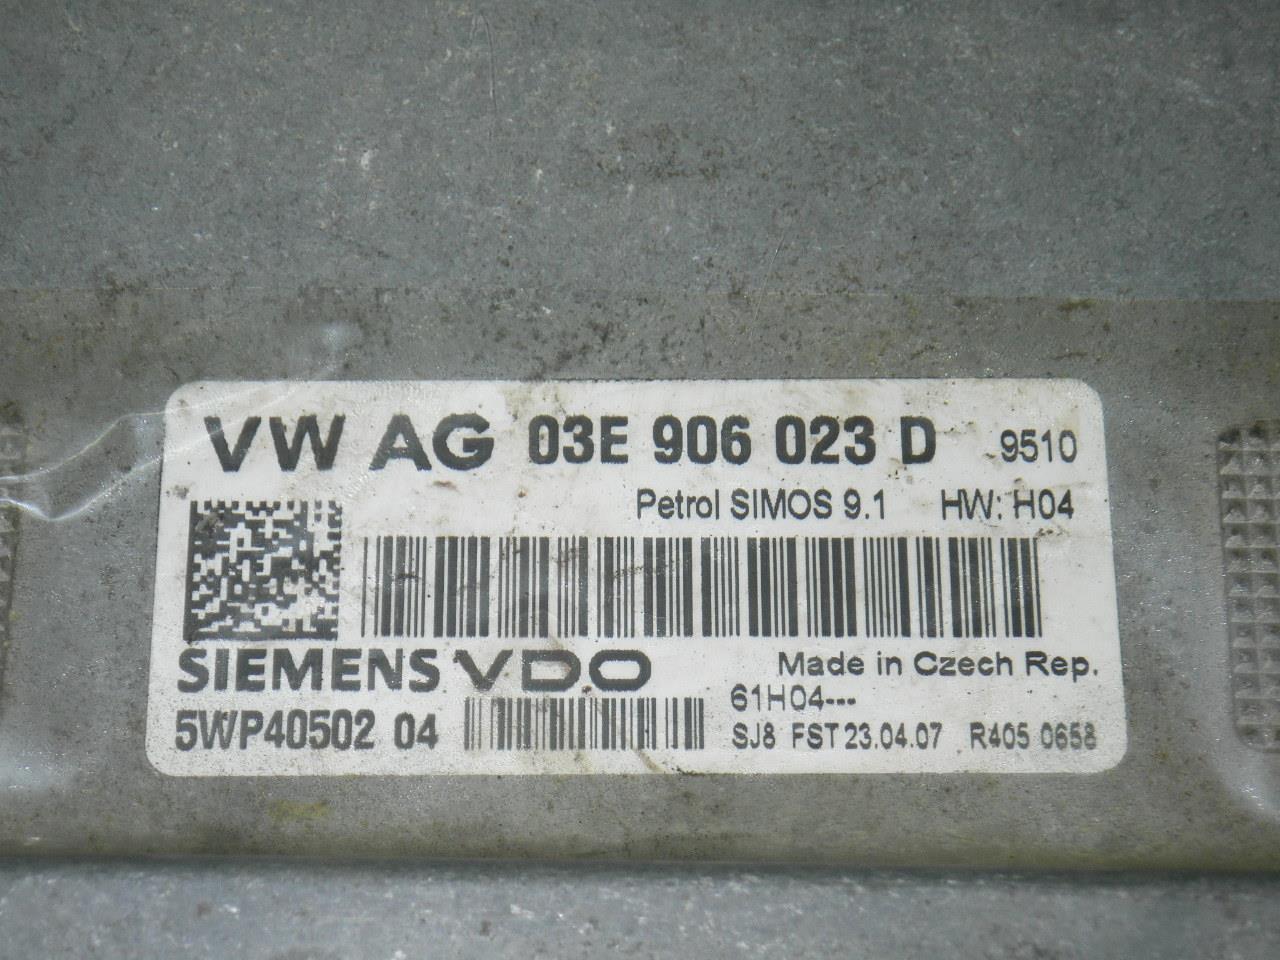 VW AG 03E 906 023 D 9510
Petrol SIMOS 9.1 HW: H04
SIEMENS VDO Made in Czech Rep.
61H04---
5WP40502 04 SJ8 FST 23.04.07 R405 0658